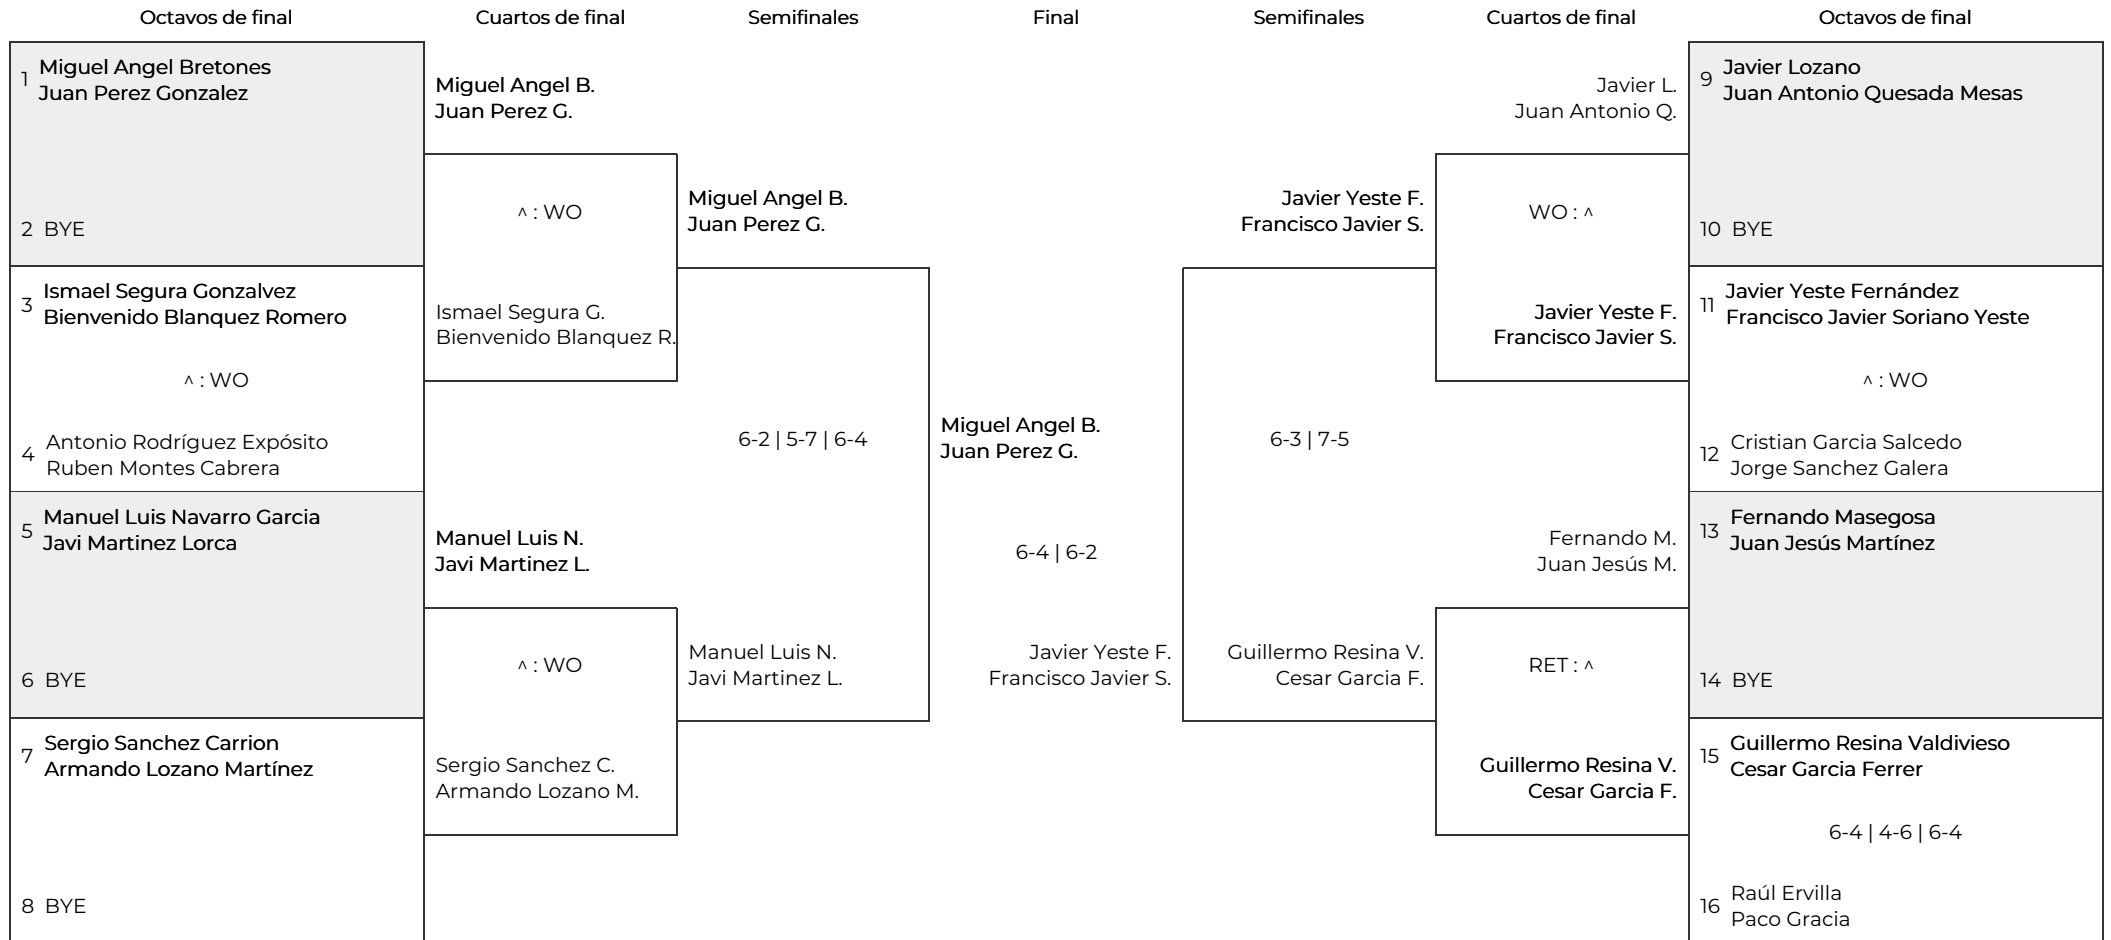 Octavos de final
Cuartos de final
Semifinales
Final
Semifinales
Cuartos de final
Octavos de final
1
Miguel Angel Bretones
Juan Perez Gonzalez
2 BYE
3
Ismael Segura Gonzalvez
Bienvenido Blanquez Romero
^ : WO
4
Antonio Rodríguez Expósito
Ruben Montes Cabrera
5
Manuel Luis Navarro Garcia
Javi Martinez Lorca
6 BYE
7
Sergio Sanchez Carrion
Armando Lozano Martínez
8 BYE
Miguel Angel B.
Juan Perez G.
^ : WO
Ismael Segura G.
Bienvenido Blanquez R.
Manuel Luis N.
Javi Martinez L.
^ : WO
Sergio Sanchez C.
Armando Lozano M.
Miguel Angel B.
Juan Perez G.
6-2 | 5-7 | 6-4
Manuel Luis N.
Javi Martinez L.
Miguel Angel B.
Juan Perez G.
6-4 | 6-2
Javier Yeste F.
Francisco Javier S.
Javier Yeste F.
Francisco Javier S.
6-3 | 7-5
Guillermo Resina V.
Cesar Garcia F.
Javier L.
Juan Antonio Q.
WO : ^
Javier Yeste F.
Francisco Javier S.
Fernando M.
Juan Jesús M.
RET : ^
Guillermo Resina V.
Cesar Garcia F.
9
Javier Lozano
Juan Antonio Quesada Mesas
10 BYE
11
Javier Yeste Fernández
Francisco Javier Soriano Yeste
^ : WO
12
Cristian Garcia Salcedo
Jorge Sanchez Galera
13
Fernando Masegosa
Juan Jesús Martínez
14 BYE
15
Guillermo Resina Valdivieso
Cesar Garcia Ferrer
6-4 | 4-6 | 6-4
16
Raúl Ervilla
Paco Gracia